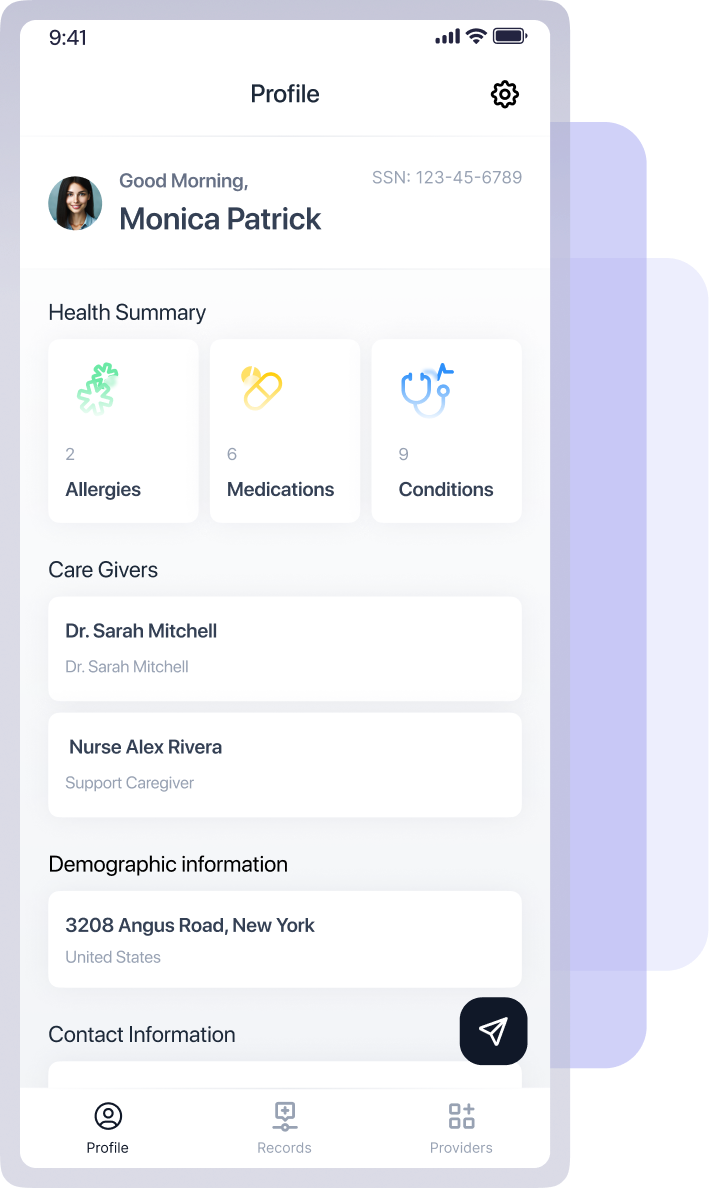 9:41
Profile
Good Morning,
SSN: 123-45-6789
Monica Patrick
Health Summary
2
6
9
Allergies
Medications
Conditions
Care Givers
Dr. Sarah Mitchell
Dr. Sarah Mitchell
Nurse Alex Rivera
Support Caregiver
Demographic information
3208 Angus Road, New York
United States
Contact Information
Profile
Records
Providers